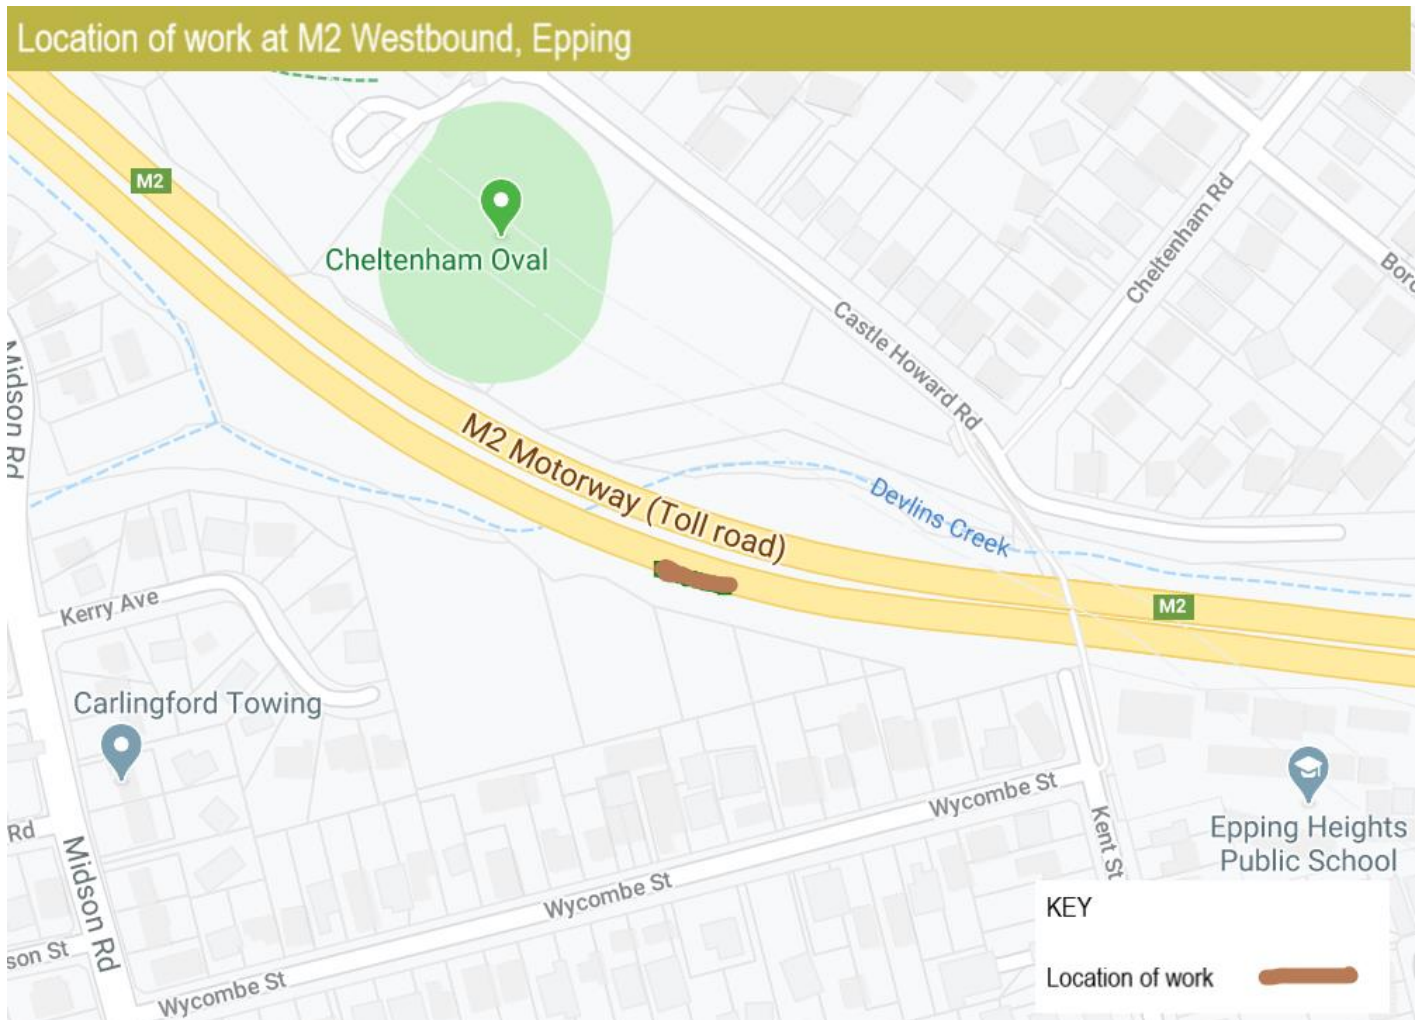 Location of work at M2 Westbound, Epping
M2
Cheltenham Oval
Cheltenham Rd
Castle Howard Rd
Midson Rd
M2 Motorway (Toll road)
Devlins Creek
M2
Kerry Ave
Carlingford Towing
Wycombe St
Kent St
Epping Heights
Public School
Rd
Midson Rd
Wycombe St
son St
Wycombe St
KEY
Location of work